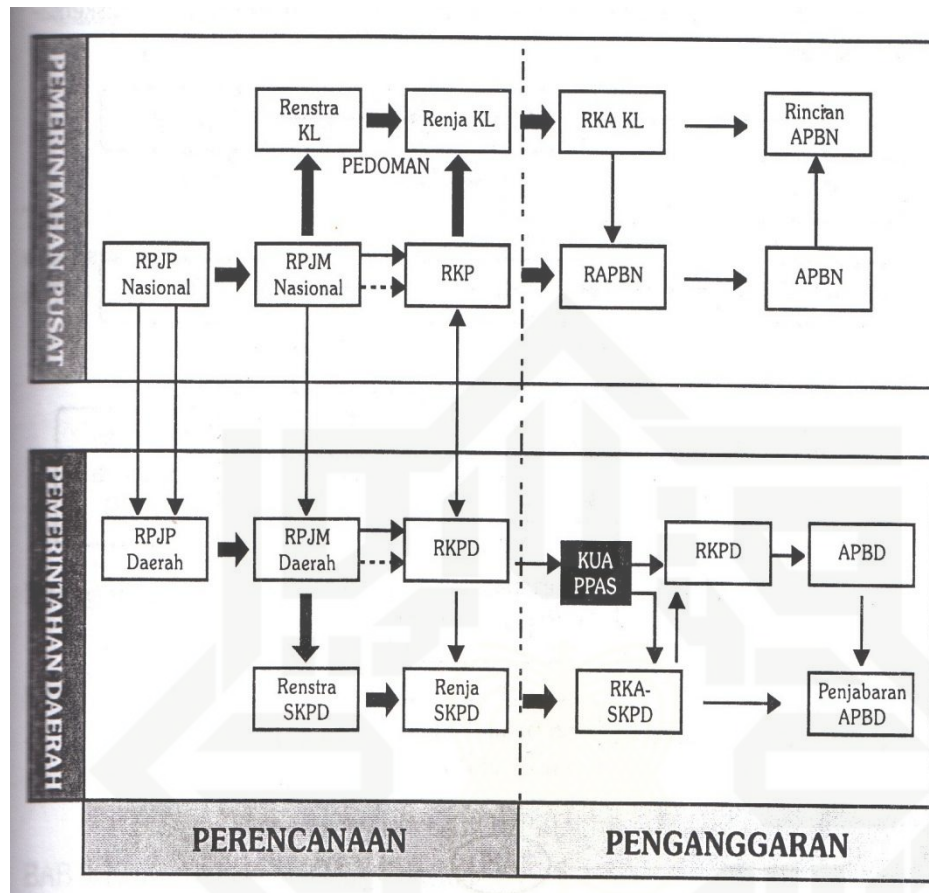 PEMERINTAHAN PUSAT
Renstra
KL
Renja KL
RKA KL
Rincian
APBN
PEDOMAN
RPJP
Nasional
RPJM
Nasional
RKP
RAPBN
APBN
PEMERINTAHAN DAERAH
RPJP
Daerah
RPJM
Daerah
RKPD
KUA
PPAS
RKPD
APBD
Renstra
SKPD
Renja
SKPD
RKA-
SKPD
Penjabaran
APBD
PERENCANAAN
PENGANGGARAN
BAB